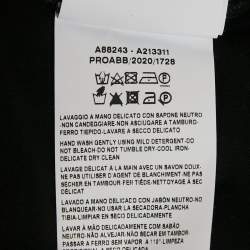 A88243 - A213311
PROABB/2020/1728
LAVAGGIO A MANO DELICATO CON SAPONE NEUTRO
-NON CANDEGGIARE-NON ASCIUGARE A TAMBURO-
FERRO TIEPIDO-LAVARE A SECCO DELICATO
HAND WASH GENTLY USING MILD DETERGENT-DO
NOT BLEACH-DO NOT TUMBLE DRY-COOL IRON-
DELICATE DRY CLEAN
LAVAGE DELICAT À LA MAIN AVEC UN SAVON DOUX-
NE PAS UTILISER D'AGENT DE BLANCHIMENT-NE PAS
SÉCHER EN TAMBOUR-FER TIÈDE-NETTOYAGE À
SEC DÉLICAT
LAVADO A MANO DELICADO CON JABÓN NEUTRO-NO
BLANQUEAR-NO USAR LA SECADORA-PLANCHA
TIBIA-LIMPIAR EN SECO DELICADAMENTE
LAVAR À MÃO DELICADO COM SABÃO
NEUTRO-NÃO ALVEJAR-NÃO SECAR EM TAMBOR
PASSAR A FERRO SEM VAPOR A 110° LIMPEZA
SECO DELICADAMENTE